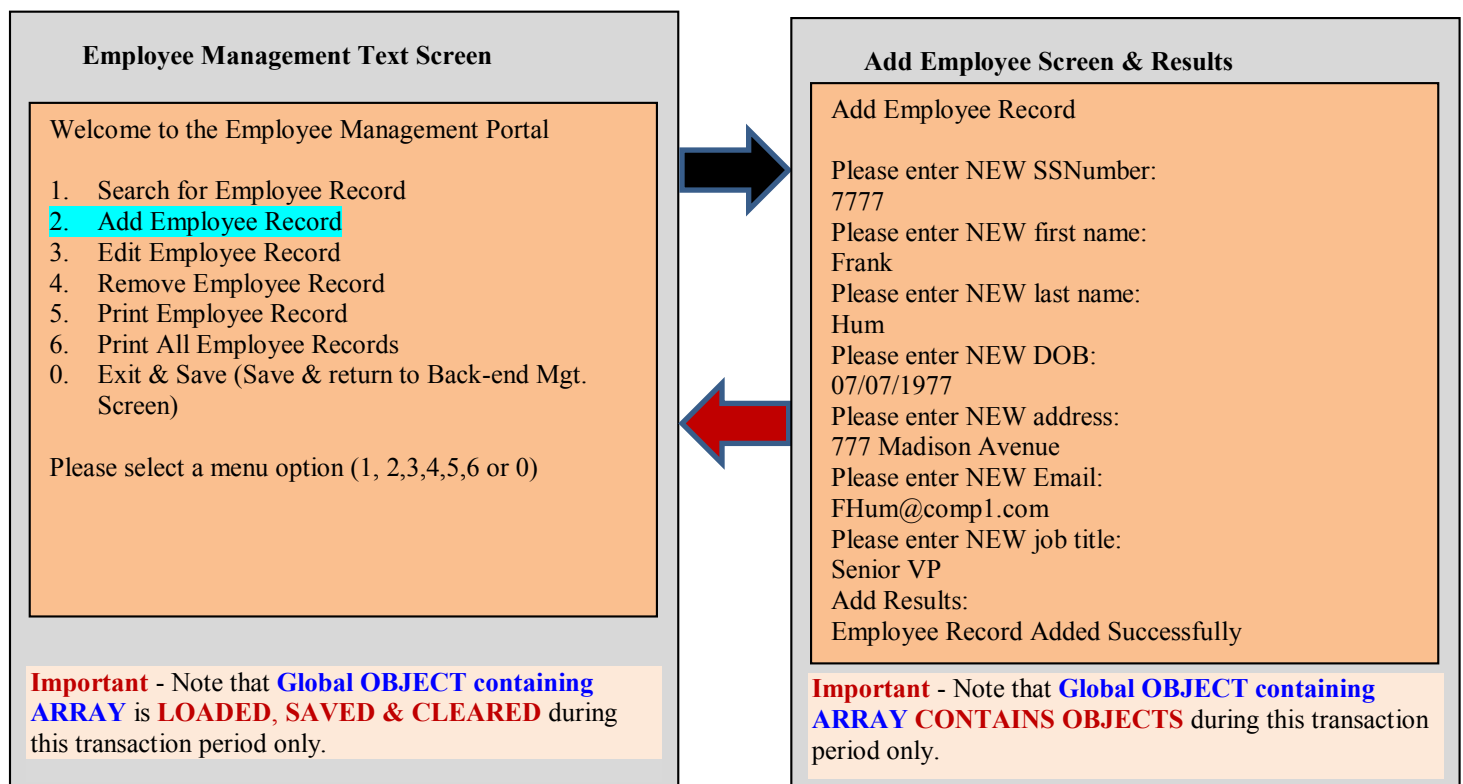 Employee Management Text Screen
Welcome to the Employee Management Portal
1. Search for Employee Record
2. Add Employee Record
3. Edit Employee Record
4. Remove Employee Record
5. Print Employee Record
6. Print All Employee Records
0. Exit & Save (Save & return to Back-end Mgt.
Screen)
Please select a menu option (1, 2,3,4,5,6 or 0)
Important - Note that Global OBJECT containing
ARRAY is LOADED, SAVED & CLEARED during
this transaction period only.
Add Employee Screen & Results
Add Employee Record
Please enter NEW SSNumber:
7777
Please enter NEW first name:
Frank
Please enter NEW last name:
Hum
Please enter NEW DOB:
07/07/1977
Please enter NEW address:
777 Madison Avenue
Please enter NEW Email:
FHum@comp1.com
Please enter NEW job title:
Senior VP
Add Results:
Employee Record Added Successfully
Important - Note that Global OBJECT containing
ARRAY CONTAINS OBJECTS during this transaction
period only.